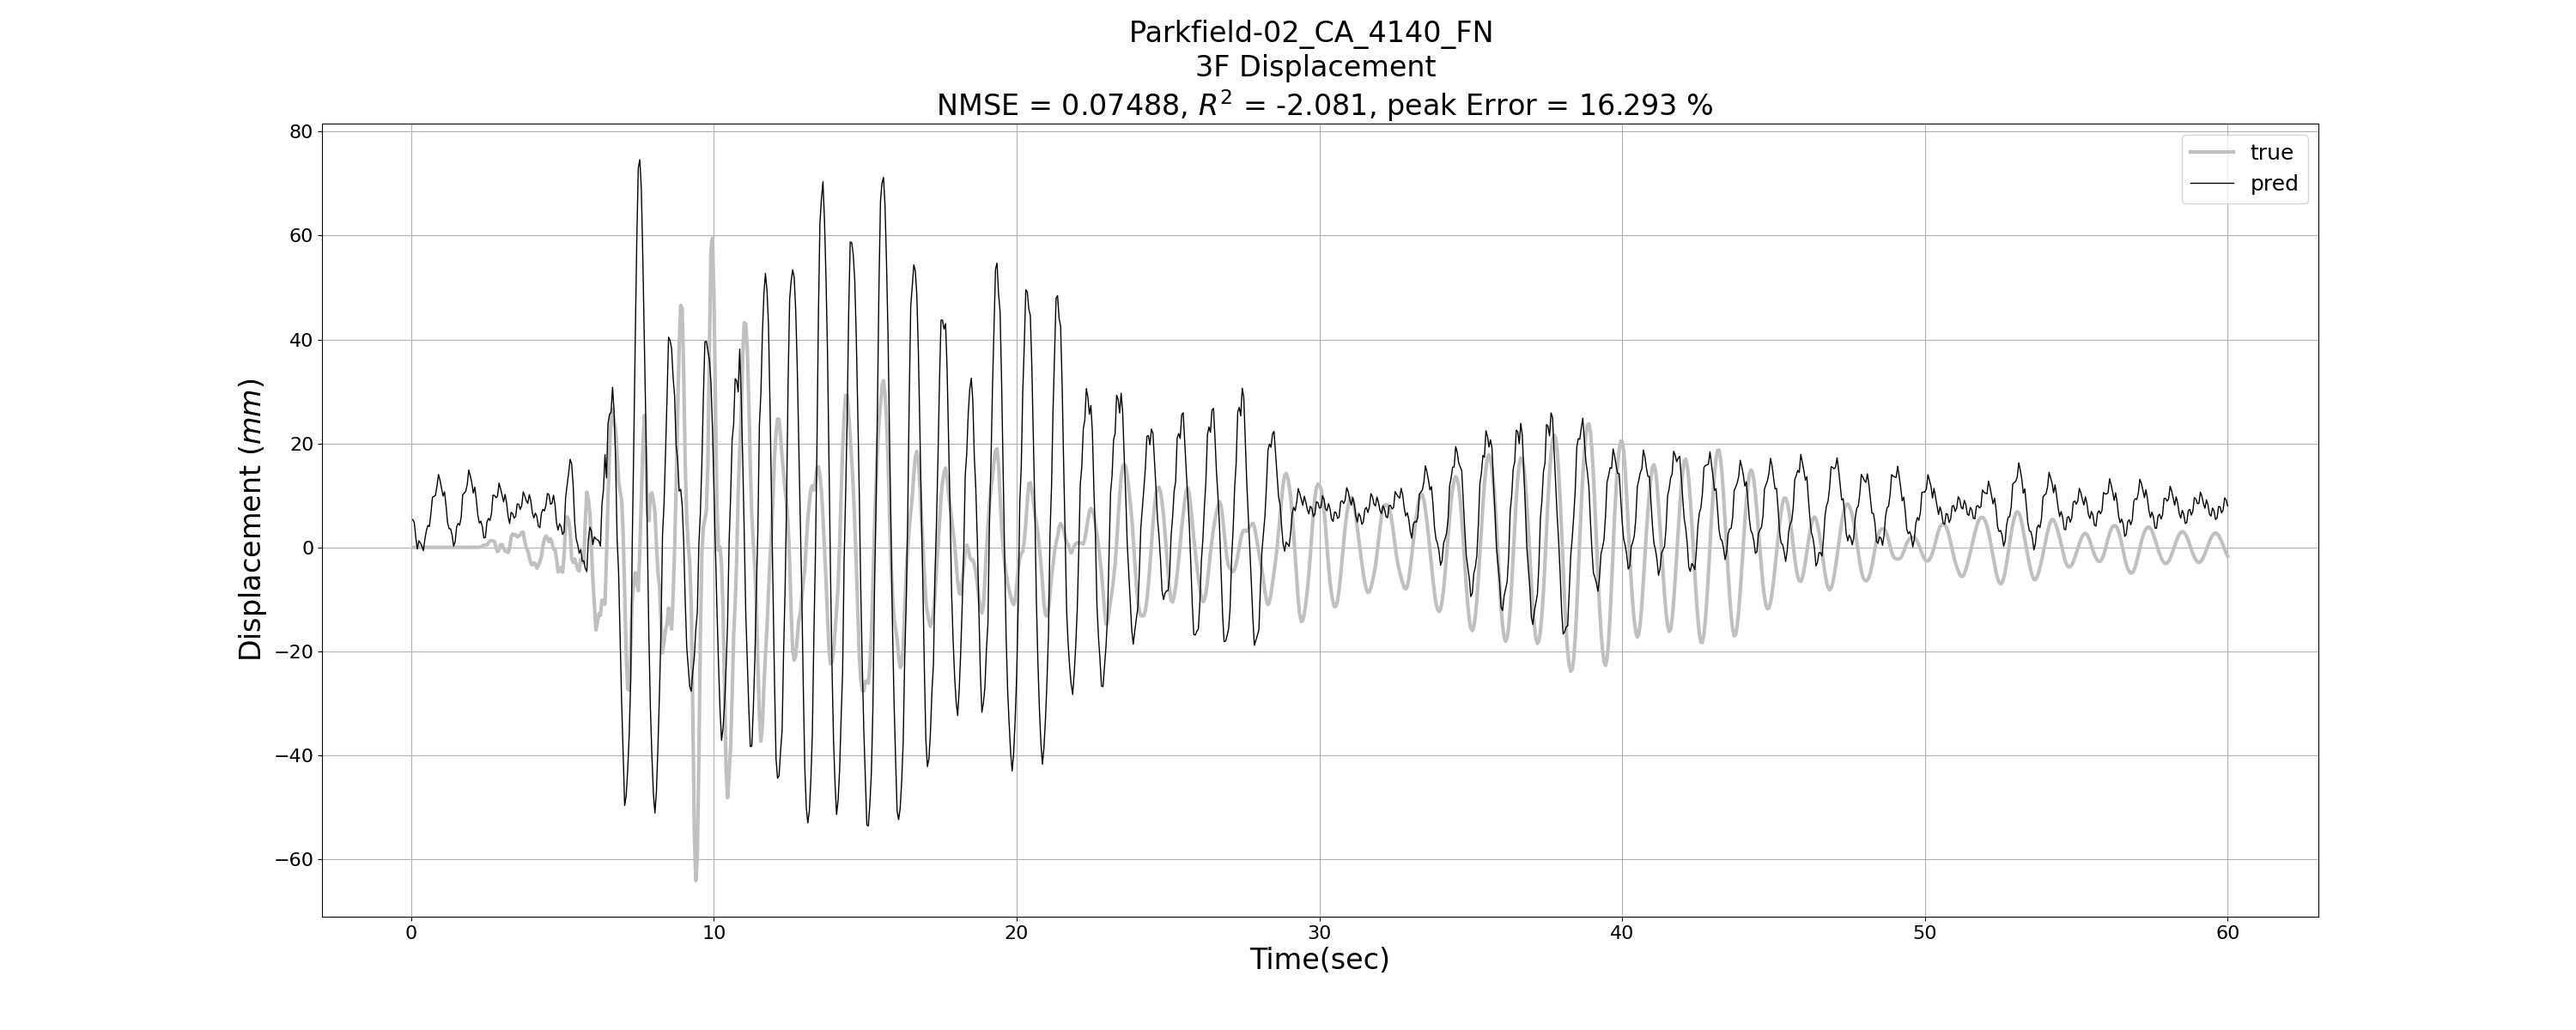 Parkfield-02_CA_4140_FN
3F Displacement
NMSE = 0.07488, R² = -2.081, peak Error = 16.293 %
true
pred
80
60
40
20
0
−20
−40
−60
Displacement (mm)
0 10 20 30 40 50 60
Time(sec)